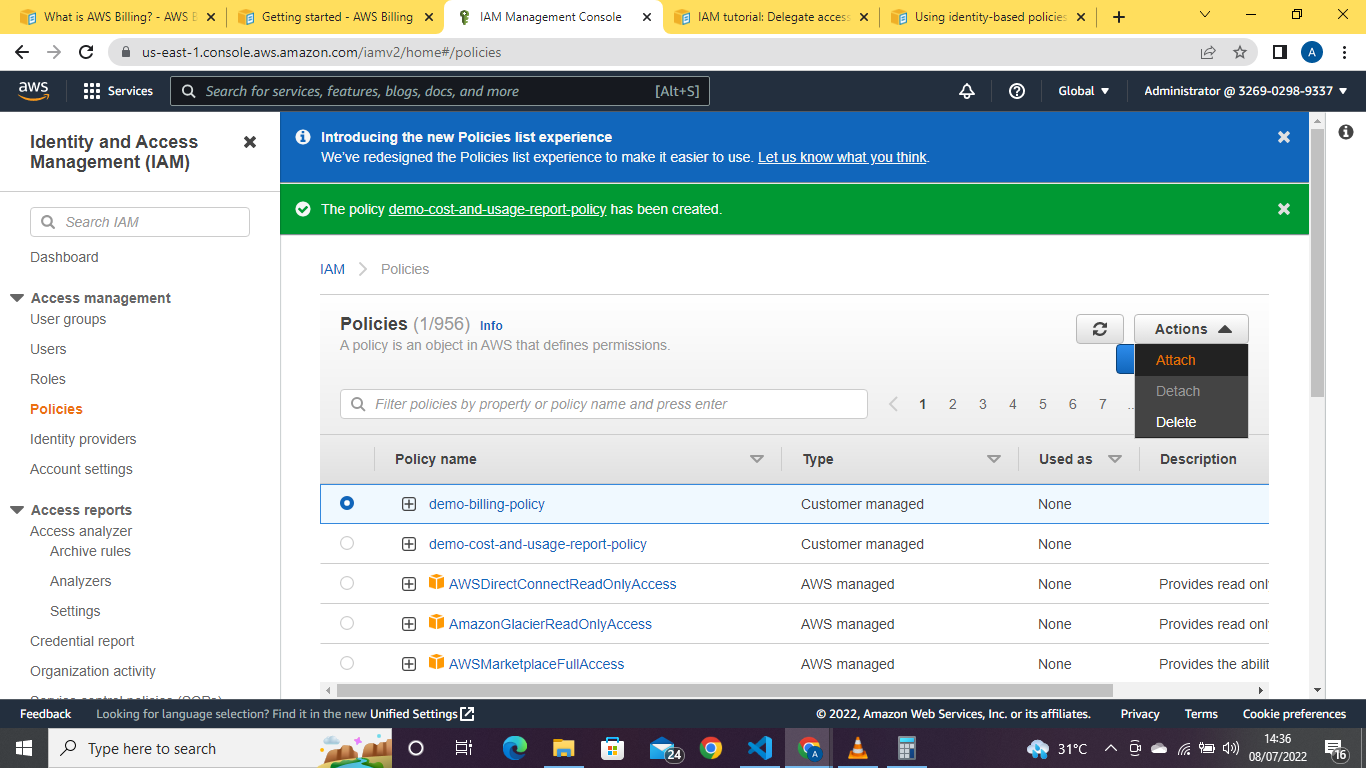 What is AWS Billing? - AWS B
Getting started - AWS Billing
IAM Management Console
IAM tutorial: Delegate access
Using identity-based policies
us-east-1.console.aws.amazon.com/iamv2/home#/policies
A
aws
Services
Search for services, features, blogs, docs, and more
[Alt+S]
Global
Administrator @ 3269-0298-9337
Identity and Access
Management (IAM)
Search IAM
Dashboard
Access management
User groups
Users
Roles
Policies
Identity providers
Account settings
Access reports
Access analyzer
Archive rules
Analyzers
Settings
Credential report
Organization activity
Service control policies (SCPs)
Introducing the new Policies list experience
We've redesigned the Policies list experience to make it easier to use. Let us know what you think.
The policy demo-cost-and-usage-report-policy has been created.
IAM
Policies
Policies (1/956) Info
A policy is an object in AWS that defines permissions.
Actions
Attach
Detach
Delete
Filter policies by property or policy name and press enter
1 2 3 4 5 6 7 ...
Policy name Type Used as Description
demo-billing-policy Customer managed None
demo-cost-and-usage-report-policy Customer managed None
AWSDirectConnectReadOnlyAccess AWS managed None Provides read onl
AmazonGlacierReadOnlyAccess AWS managed None Provides read onl
AWSMarketplaceFullAccess AWS managed None Provides the abilit
Feedback
Looking for language selection? Find it in the new Unified Settings
© 2022, Amazon Web Services, Inc. or its affiliates.
Privacy
Terms
Cookie preferences
Type here to search
24
A
31°C
14:36
08/07/2022
16